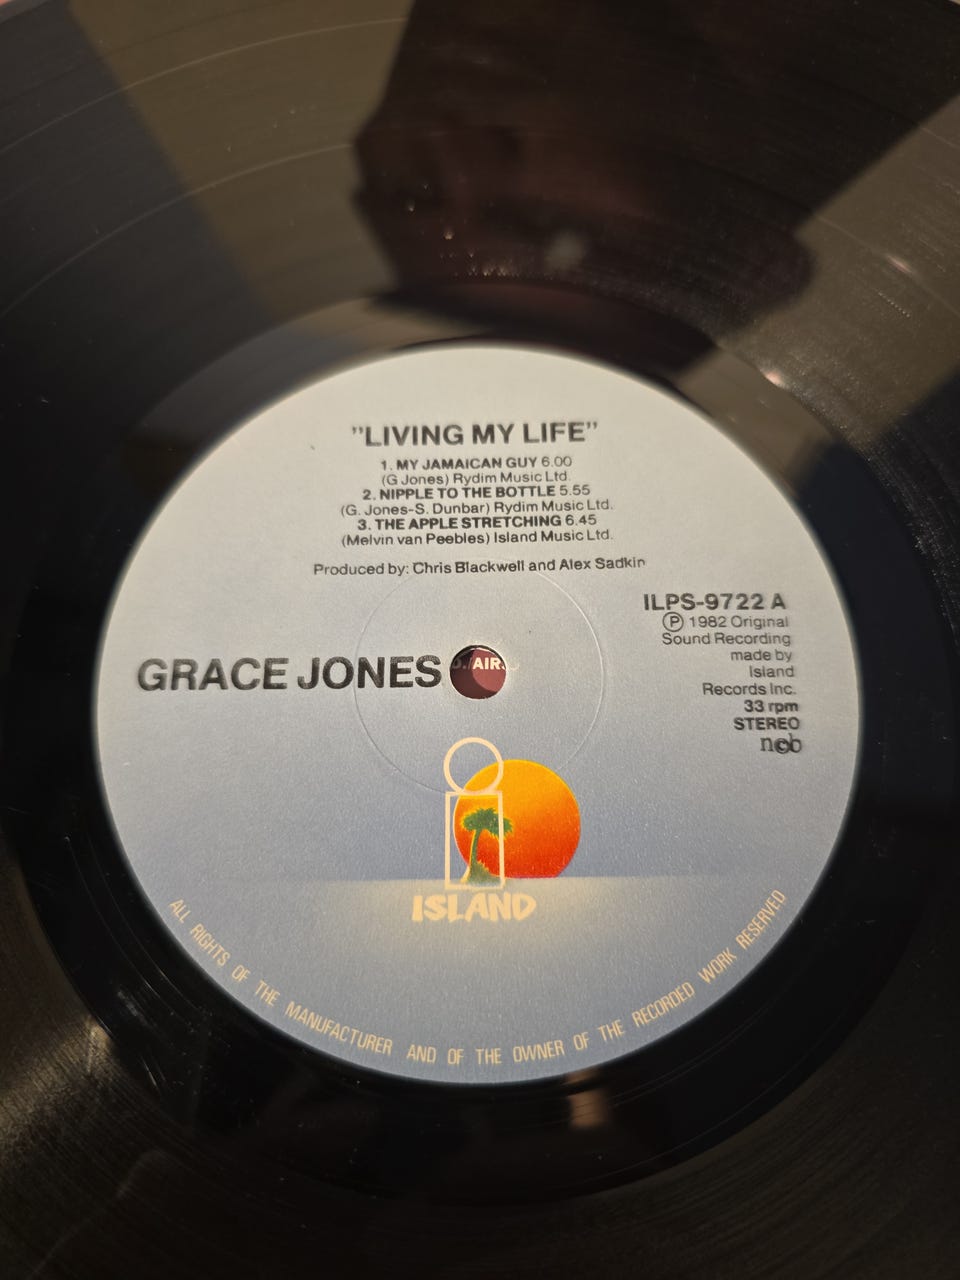 "LIVING MY LIFE"
1. MY JAMAICAN GUY 6.00
(G Jones) Rydim Music Ltd.
2. NIPPLE TO THE BOTTLE 5.55
(G. Jones-S. Dunbar) Rydim Music Ltd.
3. THE APPLE STRETCHING 6.45
(Melvin van Peebles) Island Music Ltd.
Produced by: Chris Blackwell and Alex Sadkin
ILPS-9722 A
Ⓟ 1982 Original
Sound Recording
made by
Island
Records Inc.
33 rpm
STEREO
ncb
GRACE JONES
AIR.
ISLAND
ALL RIGHTS OF THE MANUFACTURER AND OF THE OWNER OF THE RECORDED WORK RESERVED